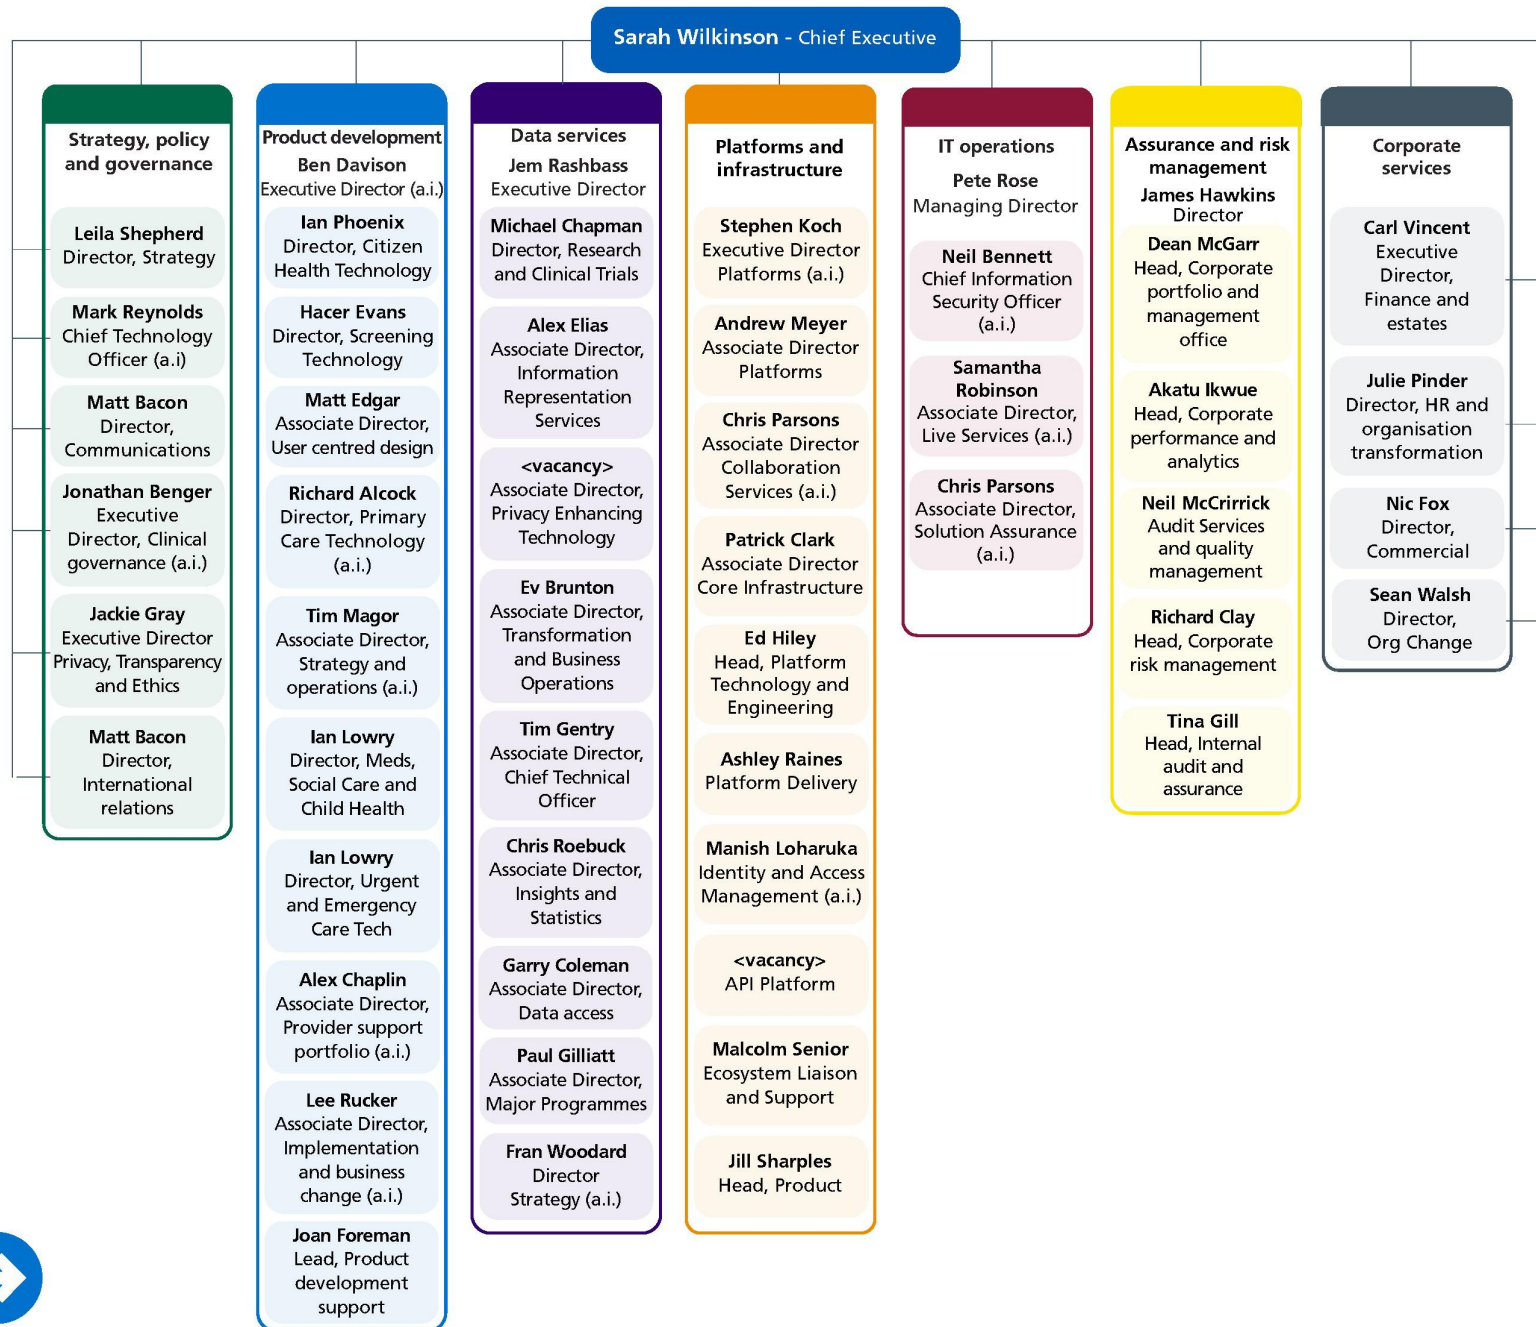 Sarah Wilkinson - Chief Executive
Strategy, policy
and governance
Leila Shepherd
Director, Strategy
Mark Reynolds
Chief Technology
Officer (a.i)
Matt Bacon
Director,
Communications
Jonathan Benger
Executive
Director, Clinical
governance (a.i.)
Jackie Gray
Executive Director
Privacy, Transparency
and Ethics
Matt Bacon
Director,
International
relations
Product development
Ben Davison
Executive Director (a.i.)
Ian Phoenix
Director, Citizen
Health Technology
Hacer Evans
Director, Screening
Technology
Matt Edgar
Associate Director,
User centred design
Richard Alcock
Director, Primary
Care Technology
(a.i.)
Tim Magor
Associate Director,
Strategy and
operations (a.i.)
Ian Lowry
Director, Meds,
Social Care and
Child Health
Ian Lowry
Director, Urgent
and Emergency
Care Tech
Alex Chaplin
Associate Director,
Provider support
portfolio (a.i.)
Lee Rucker
Associate Director,
Implementation
and business
change (a.i.)
Joan Foreman
Lead, Product
development
support
Data services
Jem Rashbass
Executive Director
Michael Chapman
Director, Research
and Clinical Trials
Alex Elias
Associate Director,
Information
Representation
Services
<vacancy>
Associate Director,
Privacy Enhancing
Technology
Ev Brunton
Associate Director,
Transformation
and Business
Operations
Tim Gentry
Associate Director,
Chief Technical
Officer
Chris Roebuck
Associate Director,
Insights and
Statistics
Garry Coleman
Associate Director,
Data access
Paul Gilliatt
Associate Director,
Major Programmes
Fran Woodard
Director
Strategy (a.i.)
Platforms and
infrastructure
Stephen Koch
Executive Director
Platforms (a.i.)
Andrew Meyer
Associate Director
Platforms
Chris Parsons
Associate Director
Collaboration
Services (a.i.)
Patrick Clark
Associate Director
Core Infrastructure
Ed Hiley
Head, Platform
Technology and
Engineering
Ashley Raines
Platform Delivery
Manish Loharuka
Identity and Access
Management (a.i.)
<vacancy>
API Platform
Malcolm Senior
Ecosystem Liaison
and Support
Jill Sharples
Head, Product
IT operations
Pete Rose
Managing Director
Neil Bennett
Chief Information
Security Officer
(a.i.)
Samantha
Robinson
Associate Director,
Live Services (a.i.)
Chris Parsons
Associate Director,
Solution Assurance
(a.i.)
Assurance and risk
management
James Hawkins
Director
Dean McGarr
Head, Corporate
portfolio and
management
office
Akatu Ikwue
Head, Corporate
performance and
analytics
Neil McCrirrick
Audit Services
and quality
management
Richard Clay
Head, Corporate
risk management
Tina Gill
Head, Internal
audit and
assurance
Corporate
services
Carl Vincent
Executive
Director,
Finance and
estates
Julie Pinder
Director, HR and
organisation
transformation
Nic Fox
Director,
Commercial
Sean Walsh
Director,
Org Change